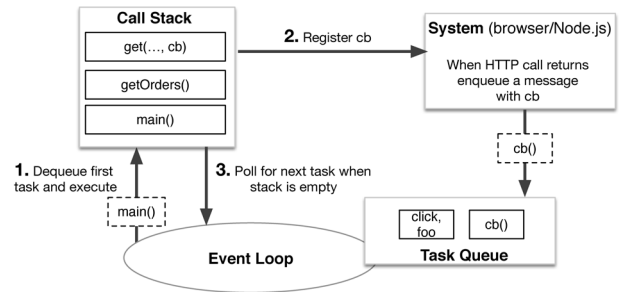 Call Stack
get(…, cb)
getOrders()
main()
2. Register cb
System (browser/Node.js)
When HTTP call returns
enqueue a message
with cb
cb()
1. Dequeue first
task and execute
main()
3. Poll for next task when
stack is empty
Event Loop
click,
foo
cb()
Task Queue